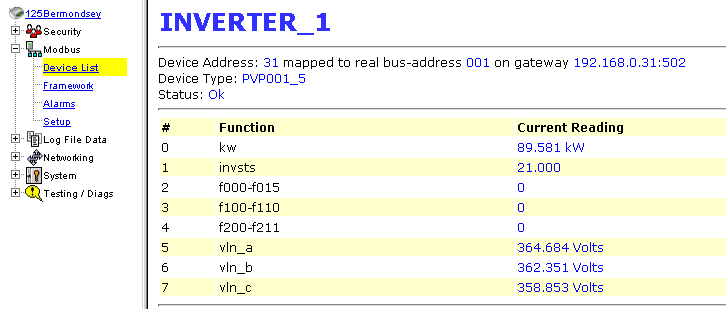 125Bermondsey
Security
Modbus
Device List
Framework
Alarms
Setup
Log File Data
Networking
System
Testing / Diags
INVERTER_1
Device Address: 31 mapped to real bus-address 001 on gateway 192.168.0.31:502
Device Type: PVP001_5
Status: Ok
# Function Current Reading
0 kw 89.581 kW
1 invsts 21.000
2 f000-f015 0
3 f100-f110 0
4 f200-f211 0
5 vln_a 364.684 Volts
6 vln_b 362.351 Volts
7 vln_c 358.853 Volts